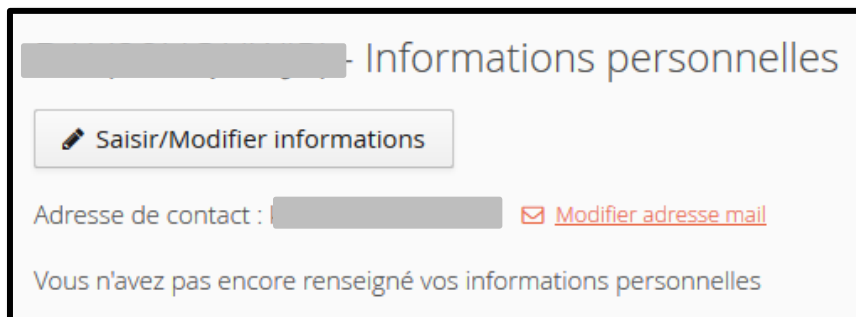 - Informations personnelles
Saisir/Modifier informations
Adresse de contact : Modifier adresse mail
Vous n'avez pas encore renseigné vos informations personnelles